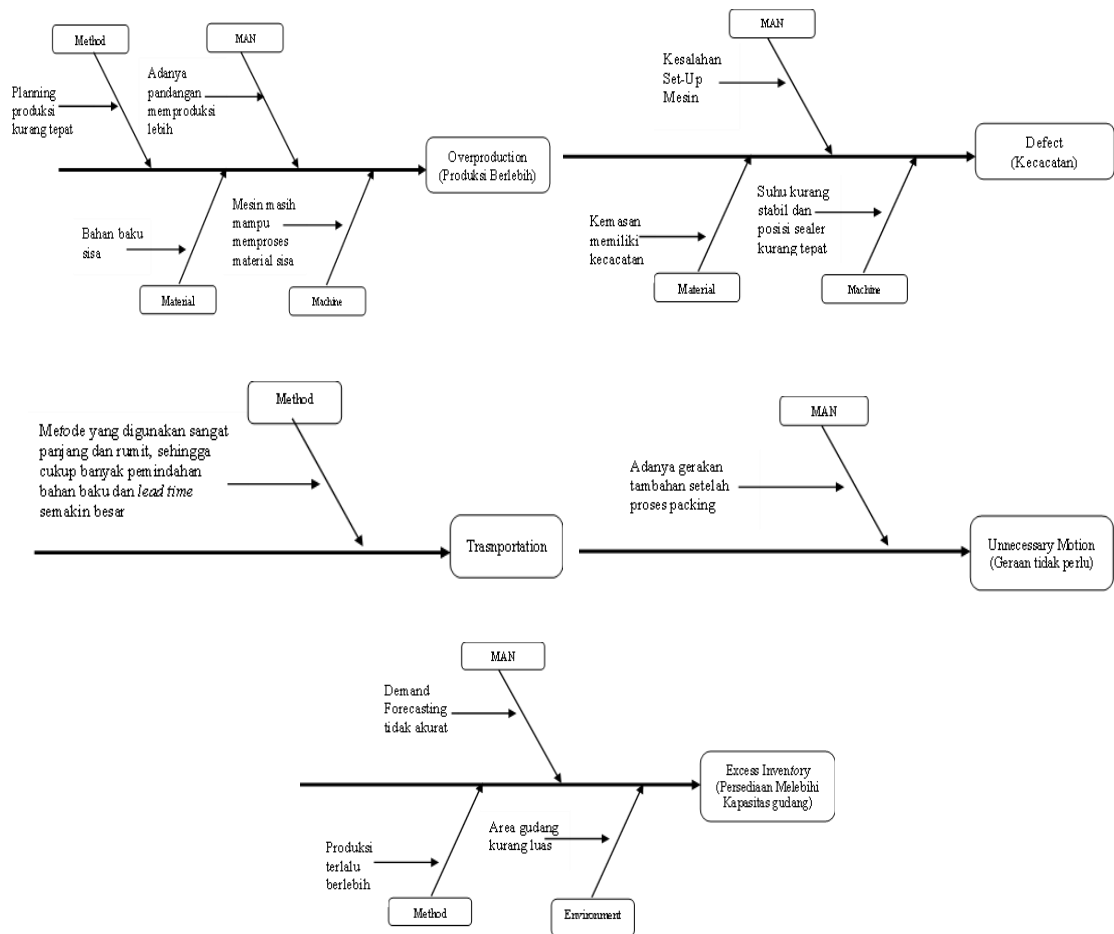 Method
MAN
Planning
produksi
kurang tepat
Adanya
pandangan
memproduksi
lebih
Overproduction
(Produksi Berlebih)
Bahan baku
sisa
Mesin masih
mampu
memproses
material sisa
Material
Machine
MAN
Kesalahan
Set-Up
Mesin
Defect
(Kecacatan)
Kemasan
memiliki
kecacatan
Suhu kurang
stabil dan
posisi sealer
kurang tepat
Material
Machine
Method
Metode yang digunakan sangat
panjang dan rumit, sehingga
cukup banyak pemindahan
bahan baku dan lead time
semakin besar
Trasnportation
MAN
Adanya gerakan
tambahan setelah
proses packing
Unnecessary Motion
(Geraan tidak perlu)
MAN
Demand
Forecasting
tidak akurat
Excess Inventory
(Persediaan Melebihi
Kapasitas gudang)
Produksi
terlalu
berlebih
Area gudang
kurang luas
Method
Environment